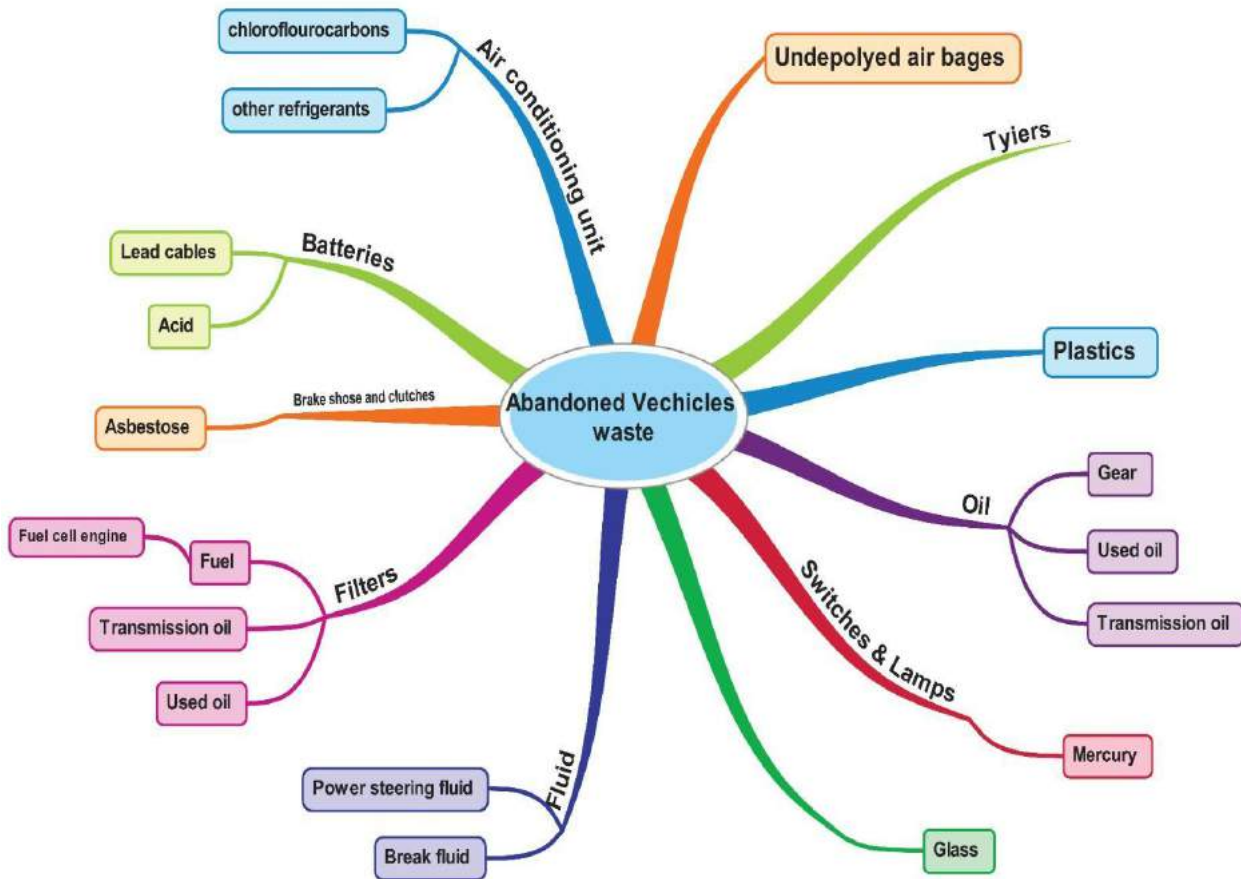 chloroflourocarbons
other refrigerants
Air conditioning unit
Undepolyed air bages
Tyiers
Lead cables
Acid
Batteries
Plastics
Asbestose
Brake shose and clutches
Abandoned Vechicles
waste
Gear
Used oil
Transmission oil
Oil
Fuel cell engine
Fuel
Transmission oil
Used oil
Filters
Switches & Lamps
Mercury
Power steering fluid
Break fluid
Fluid
Glass